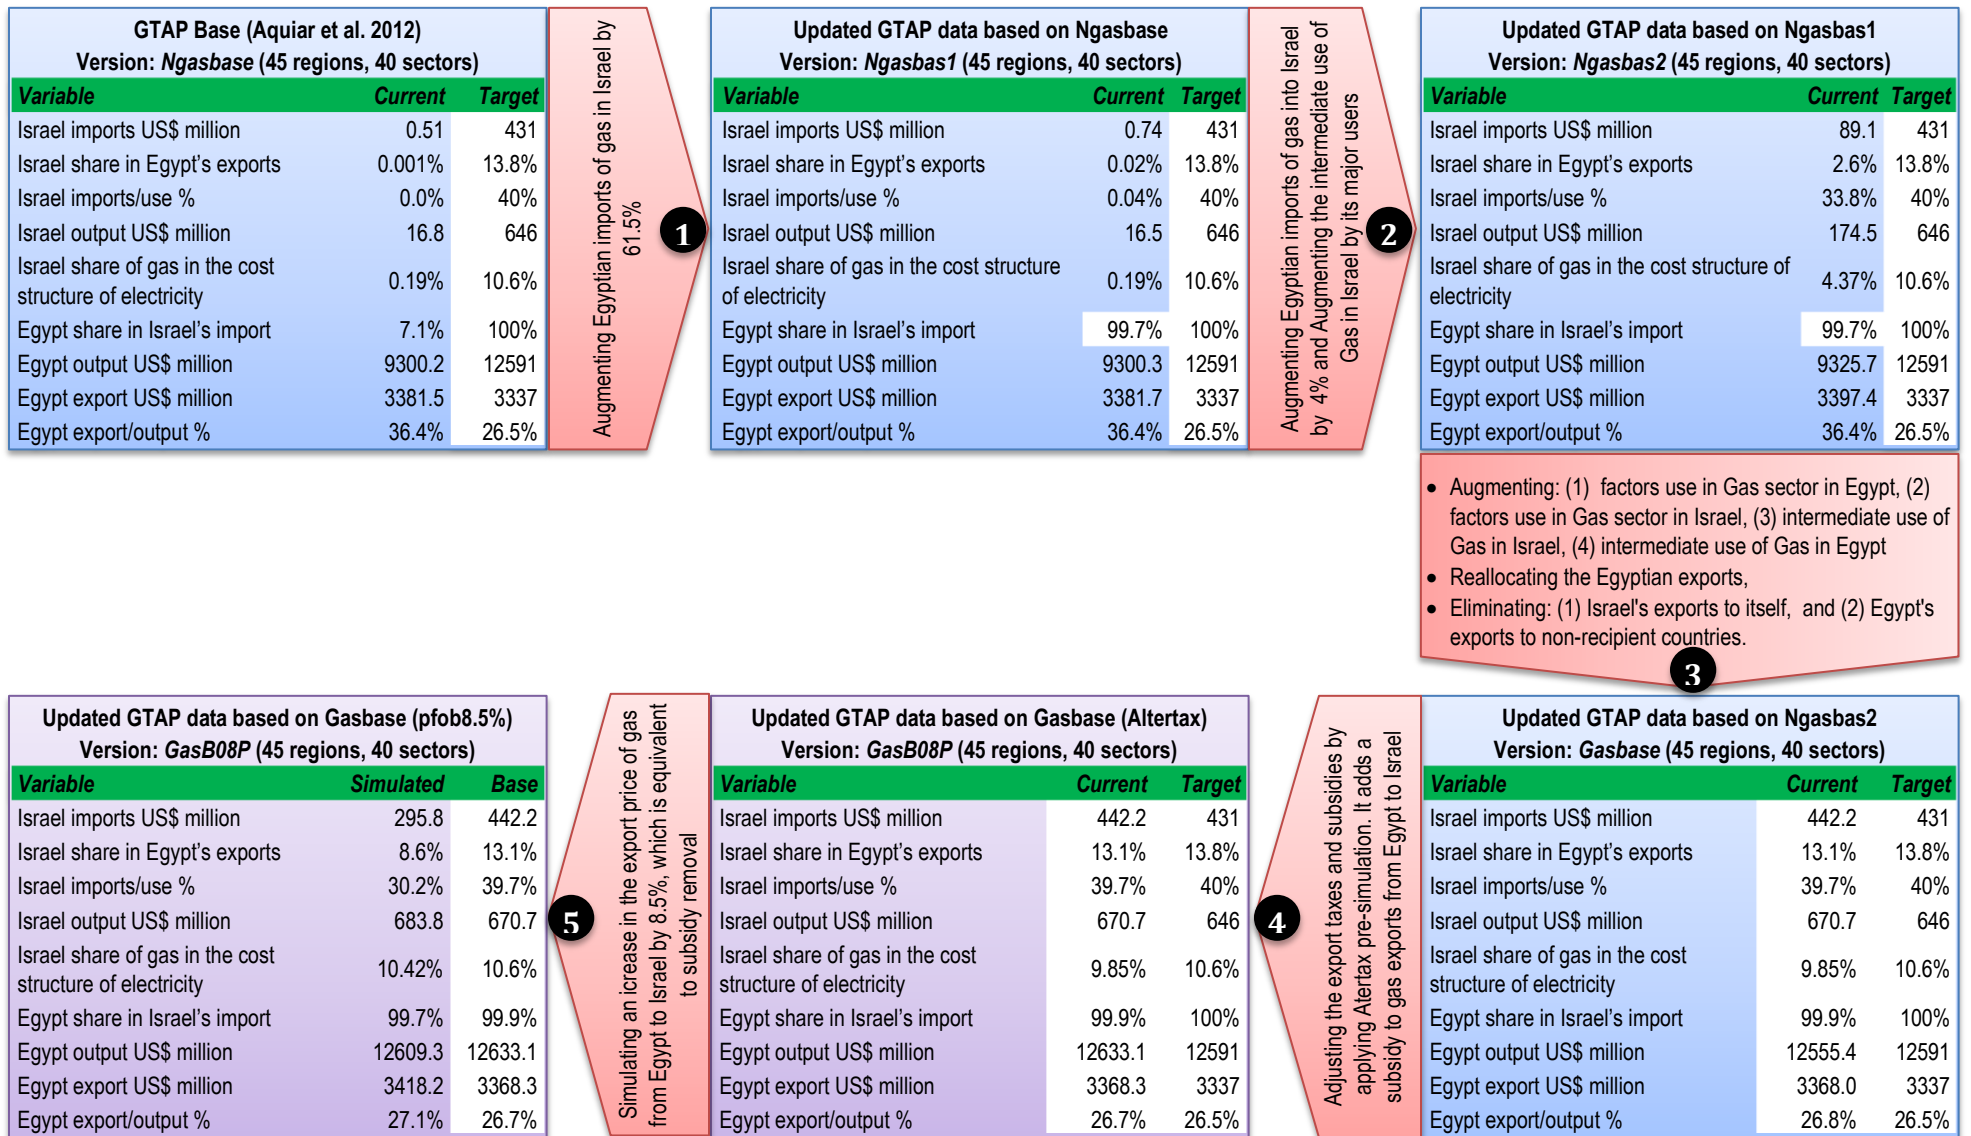 GTAP Base (Aquiar et al. 2012)
Version: Ngasbase (45 regions, 40 sectors)
Variable Current Target
Israel imports US$ million 0.51 431
Israel share in Egypt’s exports 0.001% 13.8%
Israel imports/use % 0.0% 40%
Israel output US$ million 16.8 646
Israel share of gas in the cost
structure of electricity 0.19% 10.6%
Egypt share in Israel’s import 7.1% 100%
Egypt output US$ million 9300.2 12591
Egypt export US$ million 3381.5 3337
Egypt export/output % 36.4% 26.5%
Augmenting Egyptian imports of gas in Israel by
61.5%
1
Updated GTAP data based on Ngasbase
Version: Ngasbas1 (45 regions, 40 sectors)
Variable Current Target
Israel imports US$ million 0.74 431
Israel share in Egypt’s exports 0.02% 13.8%
Israel imports/use % 0.04% 40%
Israel output US$ million 16.5 646
Israel share of gas in the cost structure
of electricity 0.19% 10.6%
Egypt share in Israel’s import 99.7% 100%
Egypt output US$ million 9300.3 12591
Egypt export US$ million 3381.7 3337
Egypt export/output % 36.4% 26.5%
Augmenting Egyptian imports of gas into Israel
by 4% and Augmenting the intermediate use of
Gas in Israel by its major users
2
Updated GTAP data based on Ngasbas1
Version: Ngasbas2 (45 regions, 40 sectors)
Variable Current Target
Israel imports US$ million 89.1 431
Israel share in Egypt’s exports 2.6% 13.8%
Israel imports/use % 33.8% 40%
Israel output US$ million 174.5 646
Israel share of gas in the cost structure of
electricity 4.37% 10.6%
Egypt share in Israel’s import 99.7% 100%
Egypt output US$ million 9325.7 12591
Egypt export US$ million 3397.4 3337
Egypt export/output % 36.4% 26.5%
• Augmenting: (1) factors use in Gas sector in Egypt, (2)
factors use in Gas sector in Israel, (3) intermediate use of
Gas in Israel, (4) intermediate use of Gas in Egypt
• Reallocating the Egyptian exports,
• Eliminating: (1) Israel's exports to itself, and (2) Egypt's
exports to non-recipient countries.
3
Updated GTAP data based on Ngasbas2
Version: Gasbase (45 regions, 40 sectors)
Variable Current Target
Israel imports US$ million 442.2 431
Israel share in Egypt’s exports 13.1% 13.8%
Israel imports/use % 39.7% 40%
Israel output US$ million 670.7 646
Israel share of gas in the cost
structure of electricity 9.85% 10.6%
Egypt share in Israel’s import 99.9% 100%
Egypt output US$ million 12555.4 12591
Egypt export US$ million 3368.0 3337
Egypt export/output % 26.8% 26.5%
Adjusting the export taxes and subsidies by
applying Atertax pre-simulation. It adds a
subsidy to gas exports from Egypt to Israel
4
Updated GTAP data based on Gasbase (Altertax)
Version: GasB08P (45 regions, 40 sectors)
Variable Current Target
Israel imports US$ million 442.2 431
Israel share in Egypt’s exports 13.1% 13.8%
Israel imports/use % 39.7% 40%
Israel output US$ million 670.7 646
Israel share of gas in the cost
structure of electricity 9.85% 10.6%
Egypt share in Israel’s import 99.9% 100%
Egypt output US$ million 12633.1 12591
Egypt export US$ million 3368.3 3337
Egypt export/output % 26.7% 26.5%
Simulating an icrease in the export price of gas
from Egypt to Israel by 8.5%, which is equivalent
to subsidy removal
5
Updated GTAP data based on Gasbase (pfob8.5%)
Version: GasB08P (45 regions, 40 sectors)
Variable Simulated Base
Israel imports US$ million 295.8 442.2
Israel share in Egypt’s exports 8.6% 13.1%
Israel imports/use % 30.2% 39.7%
Israel output US$ million 683.8 670.7
Israel share of gas in the cost
structure of electricity 10.42% 10.6%
Egypt share in Israel’s import 99.7% 99.9%
Egypt output US$ million 12609.3 12633.1
Egypt export US$ million 3418.2 3368.3
Egypt export/output % 27.1% 26.7%